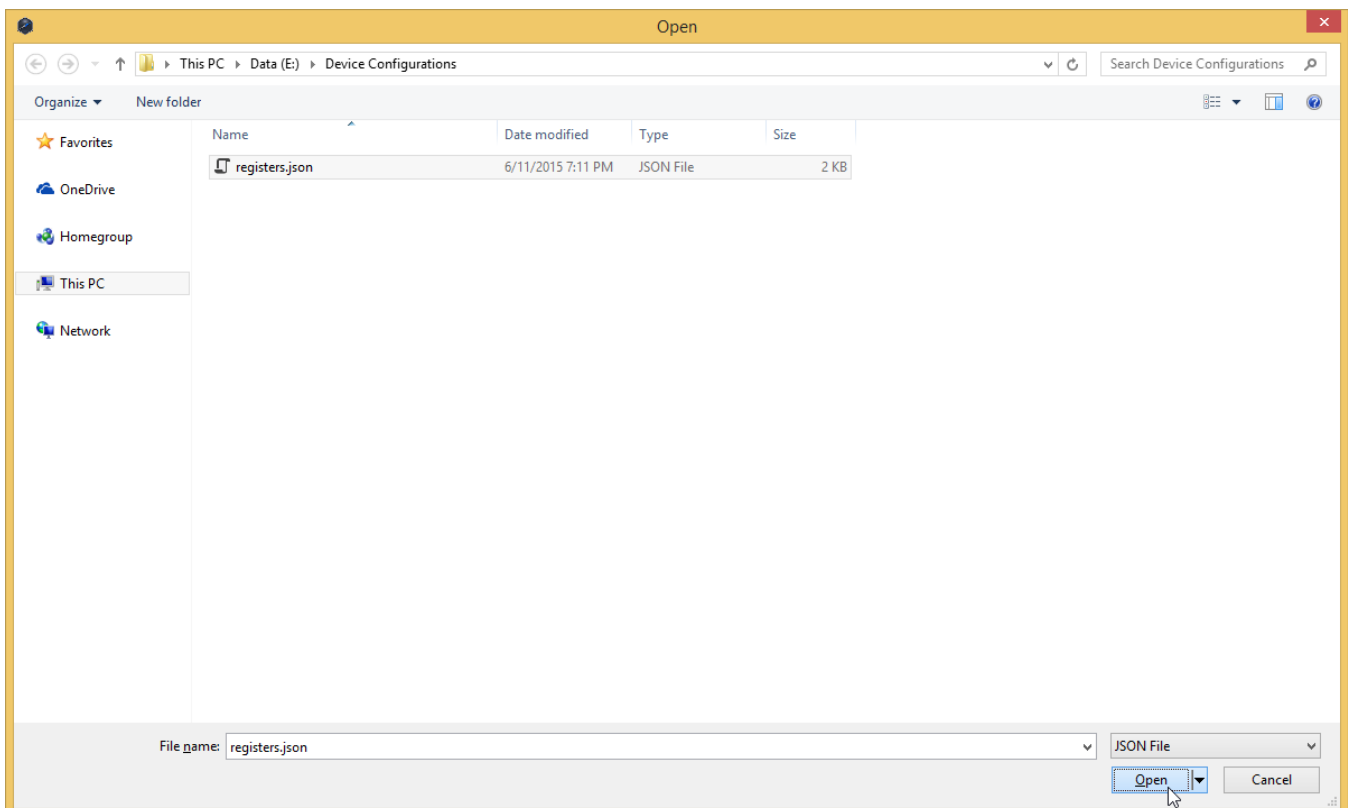 Open
This PC Data (E:) Device Configurations Search Device Configurations
Organize New folder
Name Date modified Type Size
Favorites
registers.json 6/11/2015 7:11 PM JSON File 2 KB
OneDrive
Homegroup
This PC
Network
File name: registers.json JSON File
Open Cancel